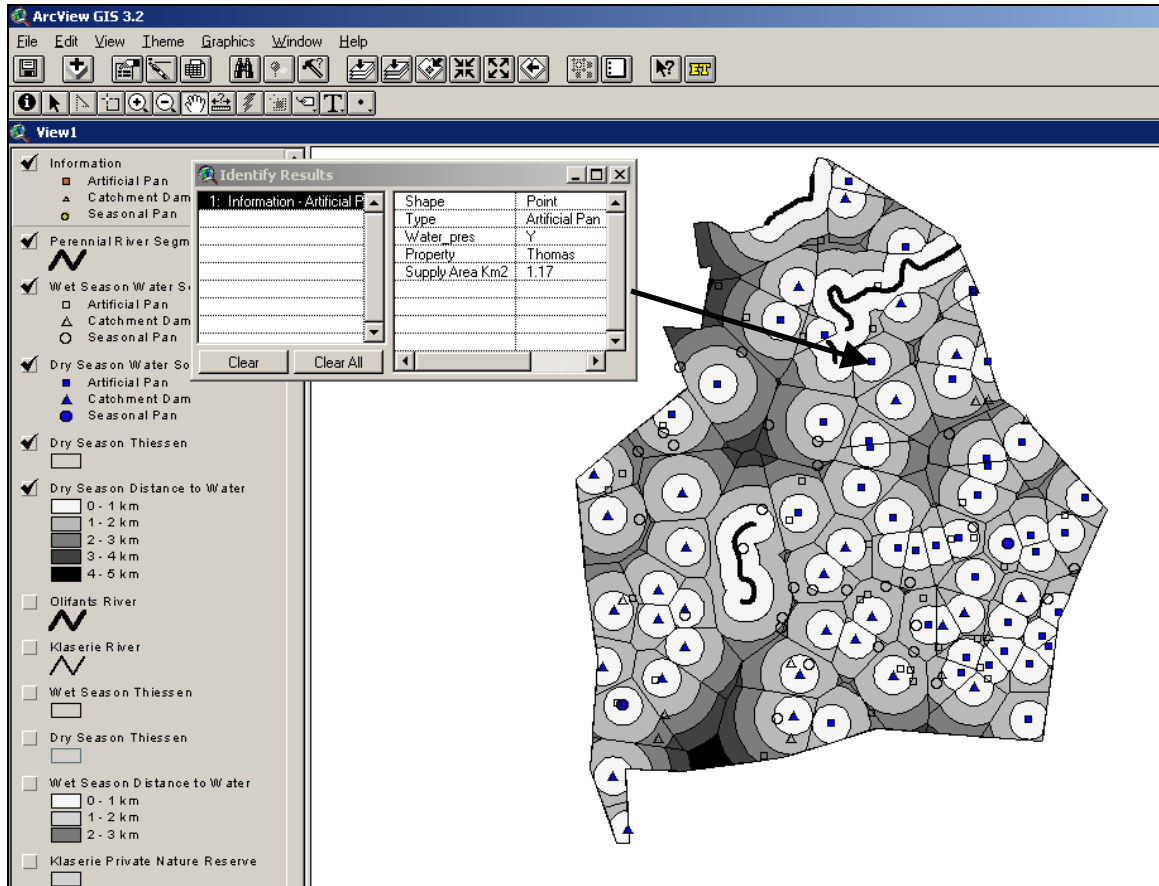 ArcView GIS 3.2
File Edit View Theme Graphics Window Help
View1
Information
Artificial Pan
Catchment Dam
Seasonal Pan
Perennial River Segm
Wet Season Water S
Artificial Pan
Catchment Dam
Seasonal Pan
Dry Season Water So
Artificial Pan
Catchment Dam
Seasonal Pan
Dry Season Thiessen
Dry Season Distance to Water
0 - 1 km
1 - 2 km
2 - 3 km
3 - 4 km
4 - 5 km
Olifants River
Klaserie River
Wet Season Thiessen
Dry Season Thiessen
Wet Season Distance to Water
0 - 1 km
1 - 2 km
2 - 3 km
Klaserie Private Nature Reserve
Identify Results
1: Information - Artificial P
Shape Point
Type Artificial Pan
Water_pres Y
Property Thomas
Supply Area Km2 1.17
Clear Clear All